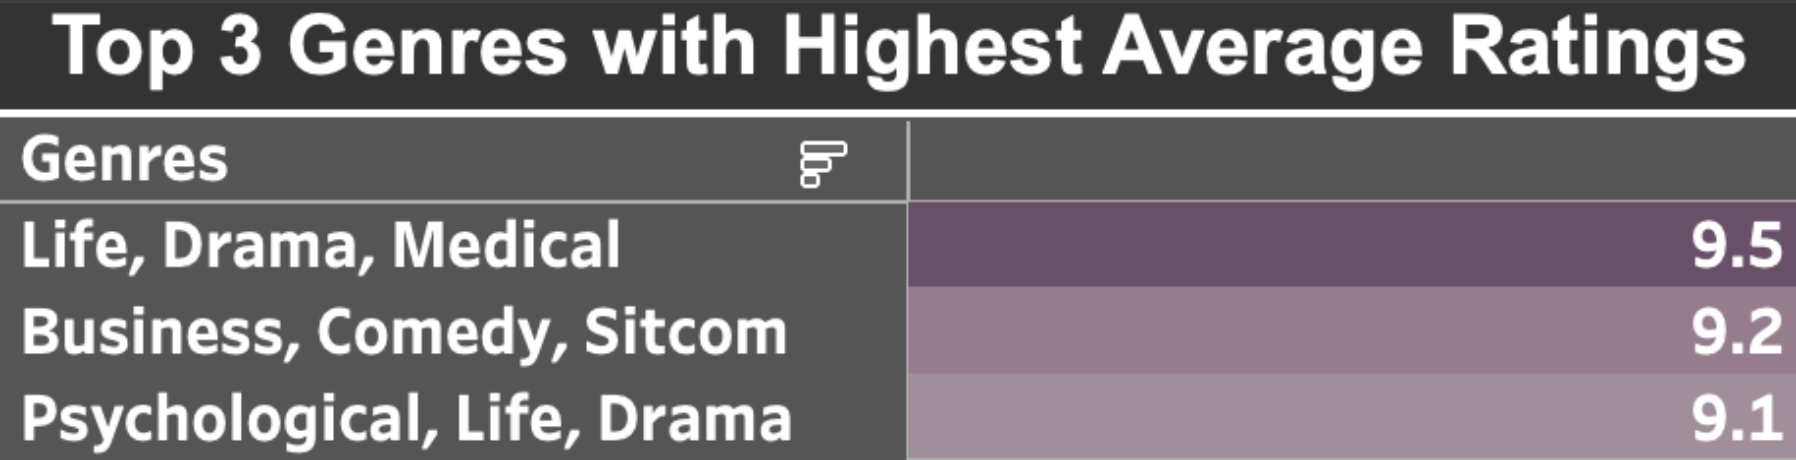 Top 3 Genres with Highest Average Ratings
Genres
Life, Drama, Medical 9.5
Business, Comedy, Sitcom 9.2
Psychological, Life, Drama 9.1